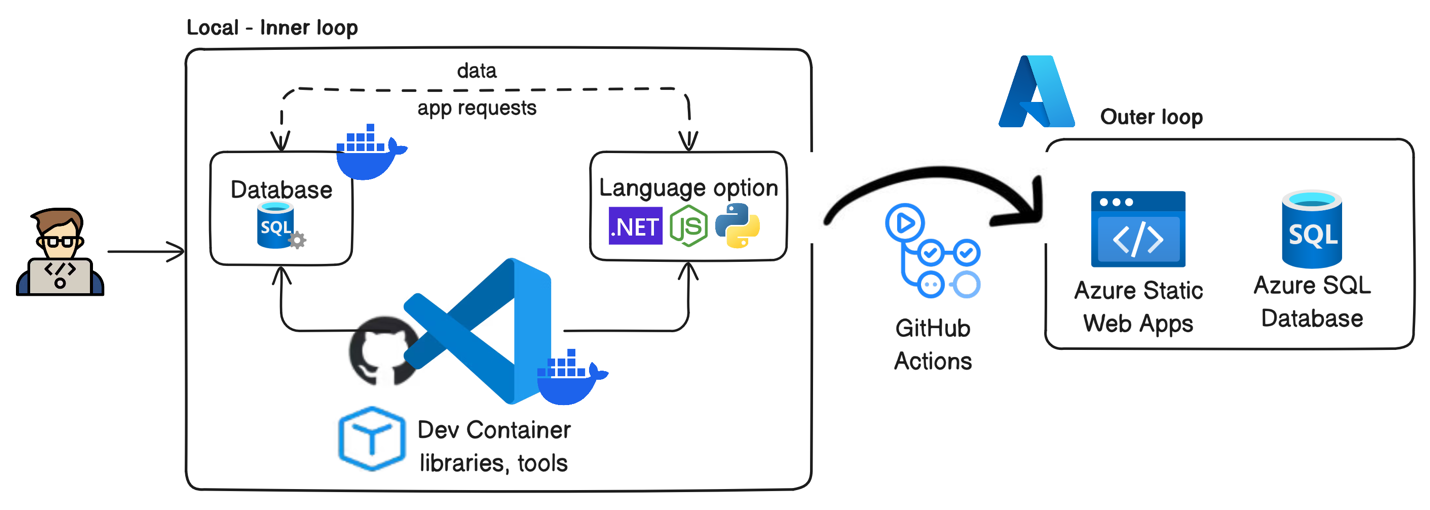 Local - Inner loop
data
app requests
Database
SQL
Language option
.NET
JS
Dev Container
libraries, tools
GitHub
Actions
Outer loop
</>
Azure Static
Web Apps
SQL
Azure SQL
Database
</>